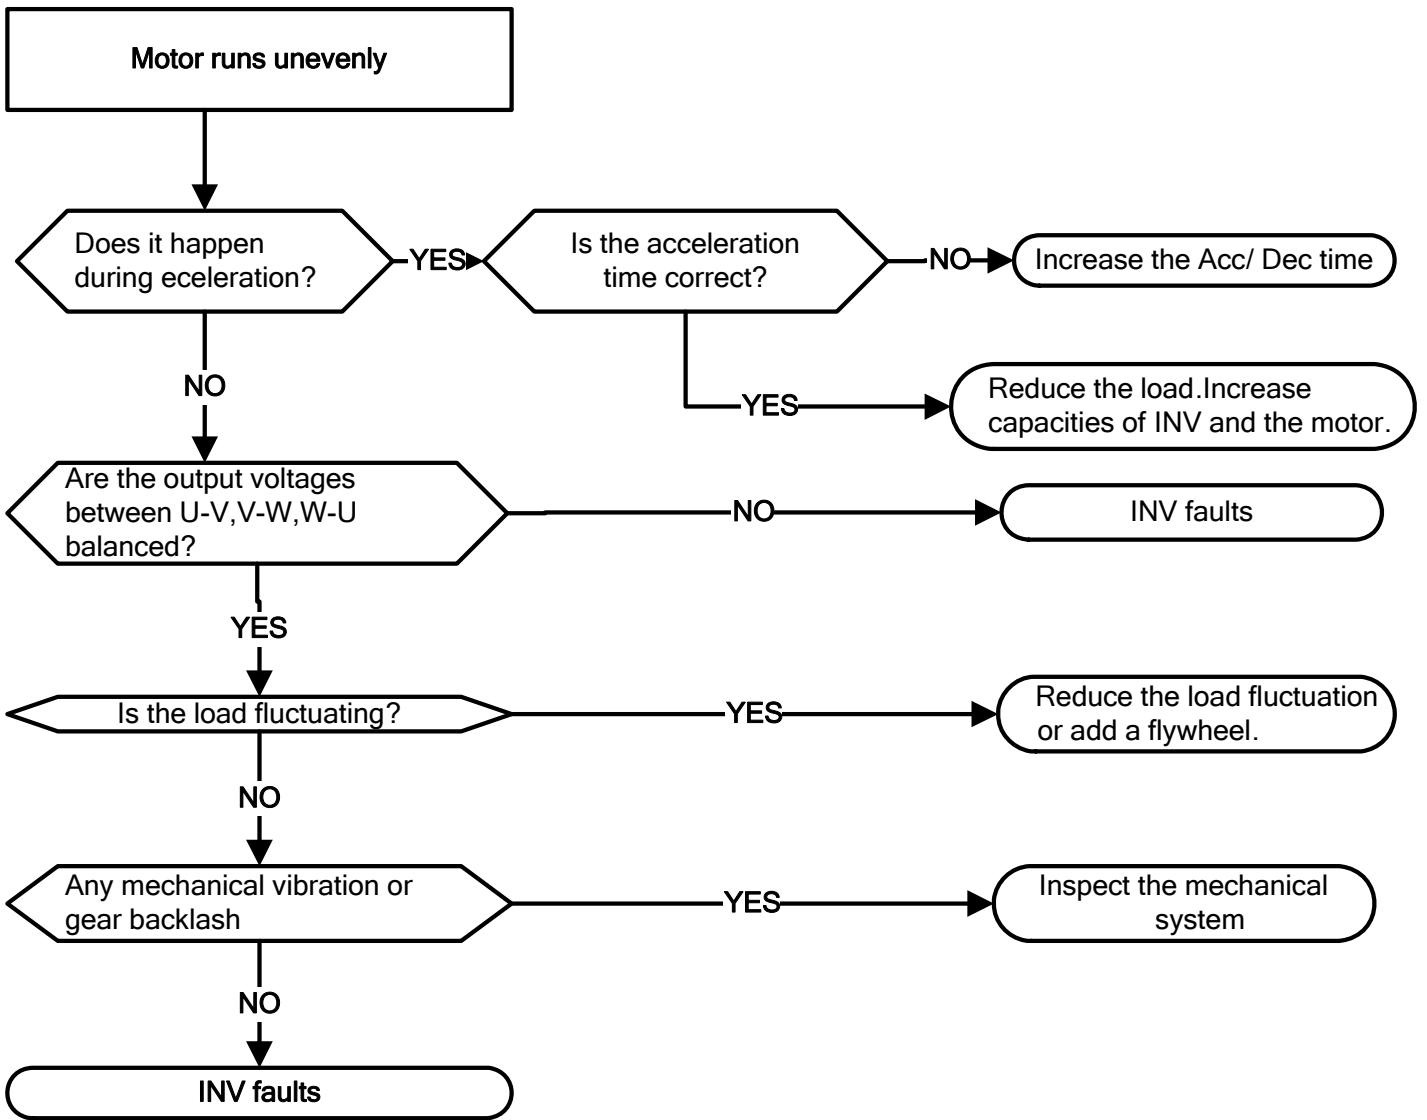 Motor runs unevenly
Does it happen
during eceleration?
YES
Is the acceleration
time correct?
NO
Increase the Acc/ Dec time
NO
YES
Reduce the load.Increase
capacities of INV and the motor.
Are the output voltages
between U-V,V-W,W-U
balanced?
NO
INV faults
YES
Is the load fluctuating?
YES
Reduce the load fluctuation
or add a flywheel.
NO
Any mechanical vibration or
gear backlash
YES
Inspect the mechanical
system
NO
INV faults